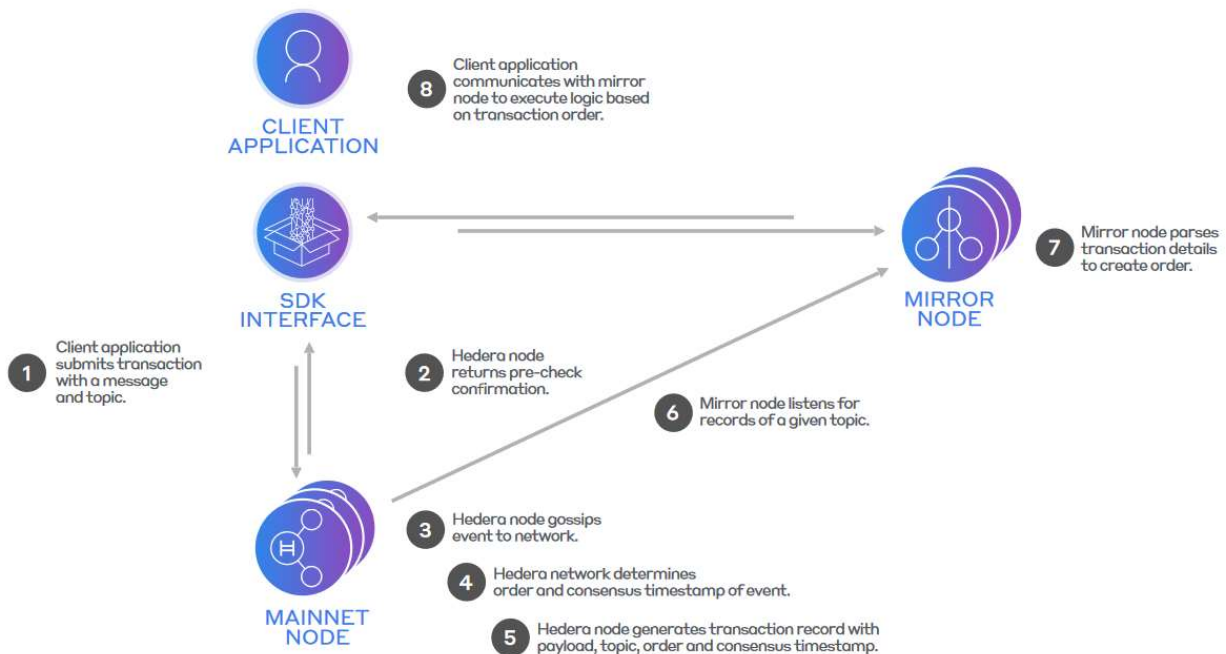 8
Client application
communicates with mirror
node to execute logic based
on transaction order.
CLIENT
APPLICATION
SDK
INTERFACE
MIRROR
NODE
7
Mirror node parses
transaction details
to create order.
1
Client application
submits transaction
with a message
and topic.
2
Hedera node
returns pre-check
confirmation.
6
Mirror node listens for
records of a given topic.
H
MAINNET
NODE
3
Hedera node gossips
event to network.
4
Hedera network determines
order and consensus timestamp of event.
5
Hedera node generates transaction record with
payload, topic, order and consensus timestamp.